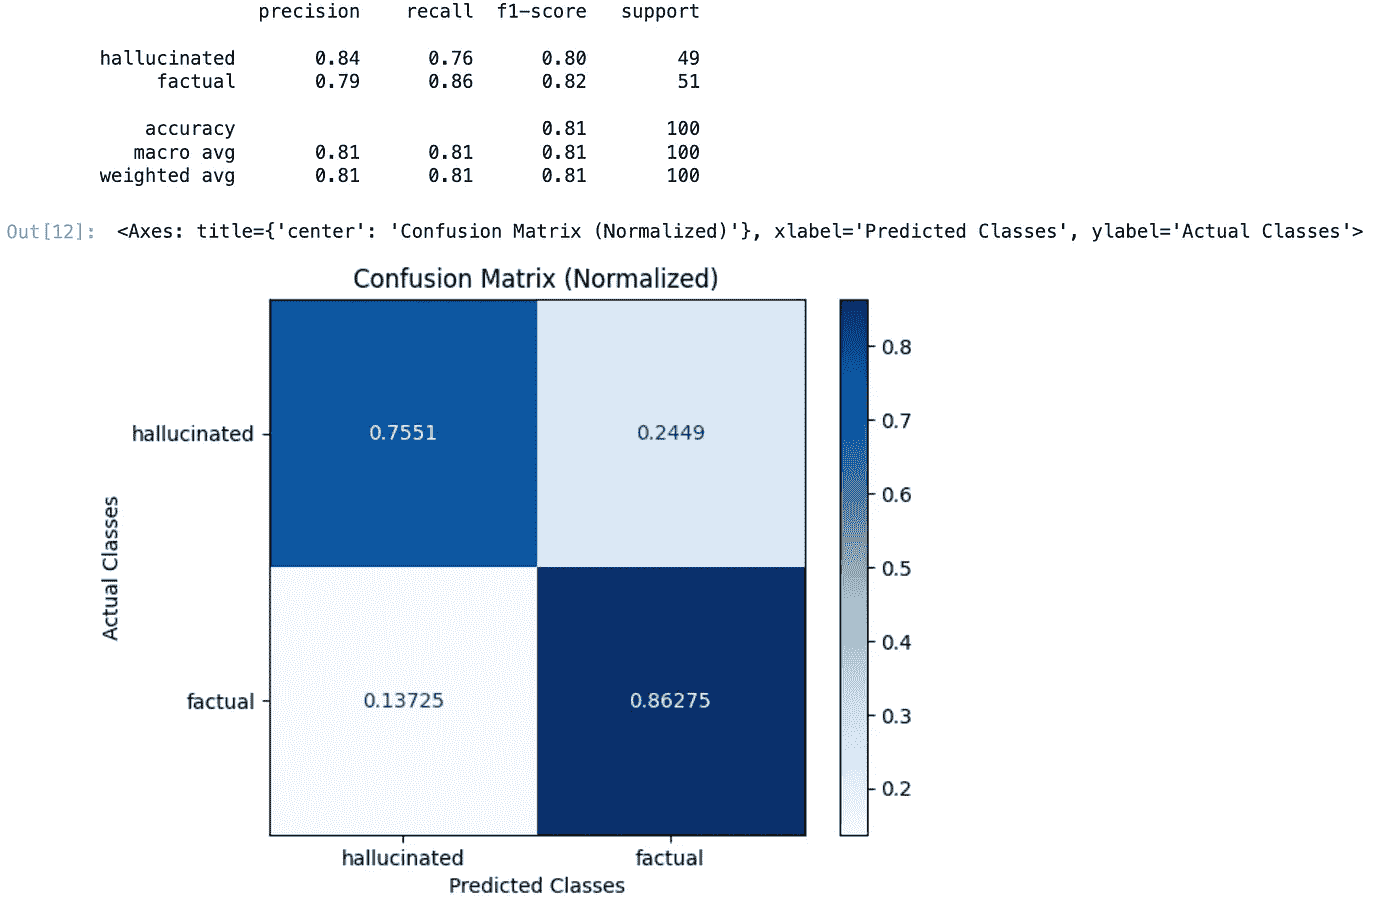 precision recall f1-score support
hallucinated 0.84 0.76 0.80 49
factual 0.79 0.86 0.82 51
accuracy 0.81 100
macro avg 0.81 0.81 0.81 100
weighted avg 0.81 0.81 0.81 100
Out[12]: <Axes: title={'center': 'Confusion Matrix (Normalized)'}, xlabel='Predicted Classes', ylabel='Actual Classes'>
Confusion Matrix (Normalized)
Actual Classes
hallucinated
0.7551 0.2449
factual
0.13725 0.86275
hallucinated factual
Predicted Classes
0.8
0.7
0.6
0.5
0.4
0.3
0.2